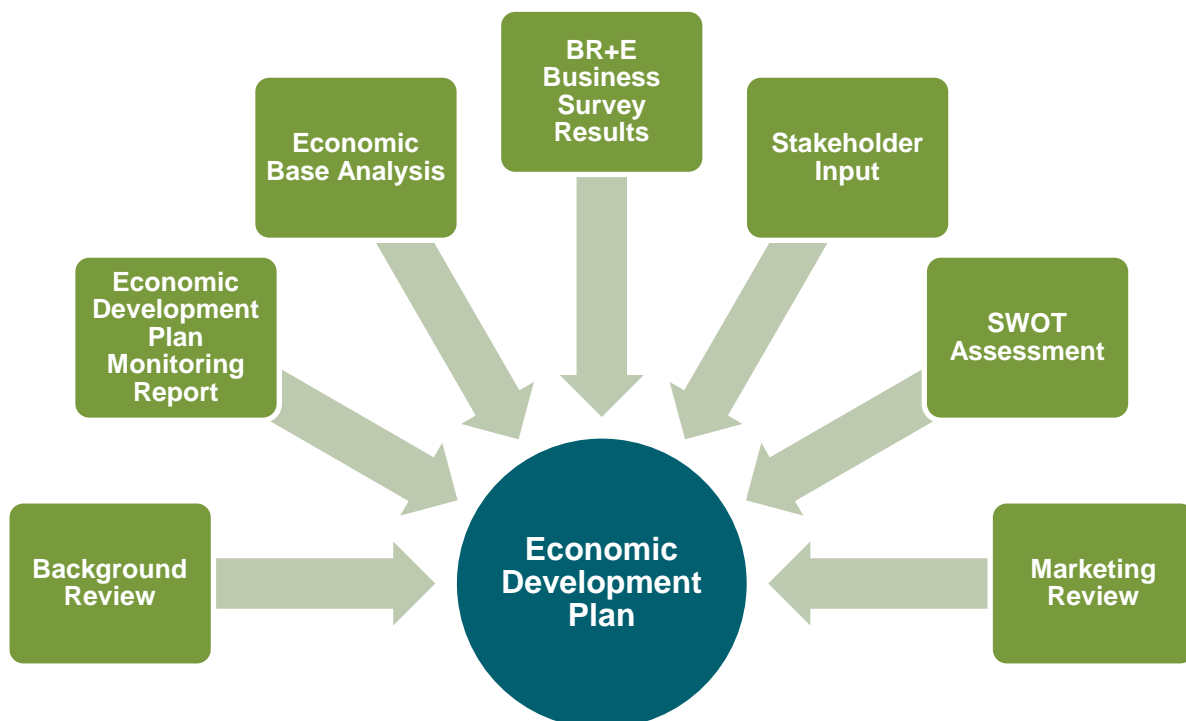 BR+E
Business
Survey
Results
Economic
Base Analysis
Stakeholder
Input
Economic
Development
Plan
Monitoring
Report
SWOT
Assessment
Background
Review
Economic
Development
Plan
Marketing
Review